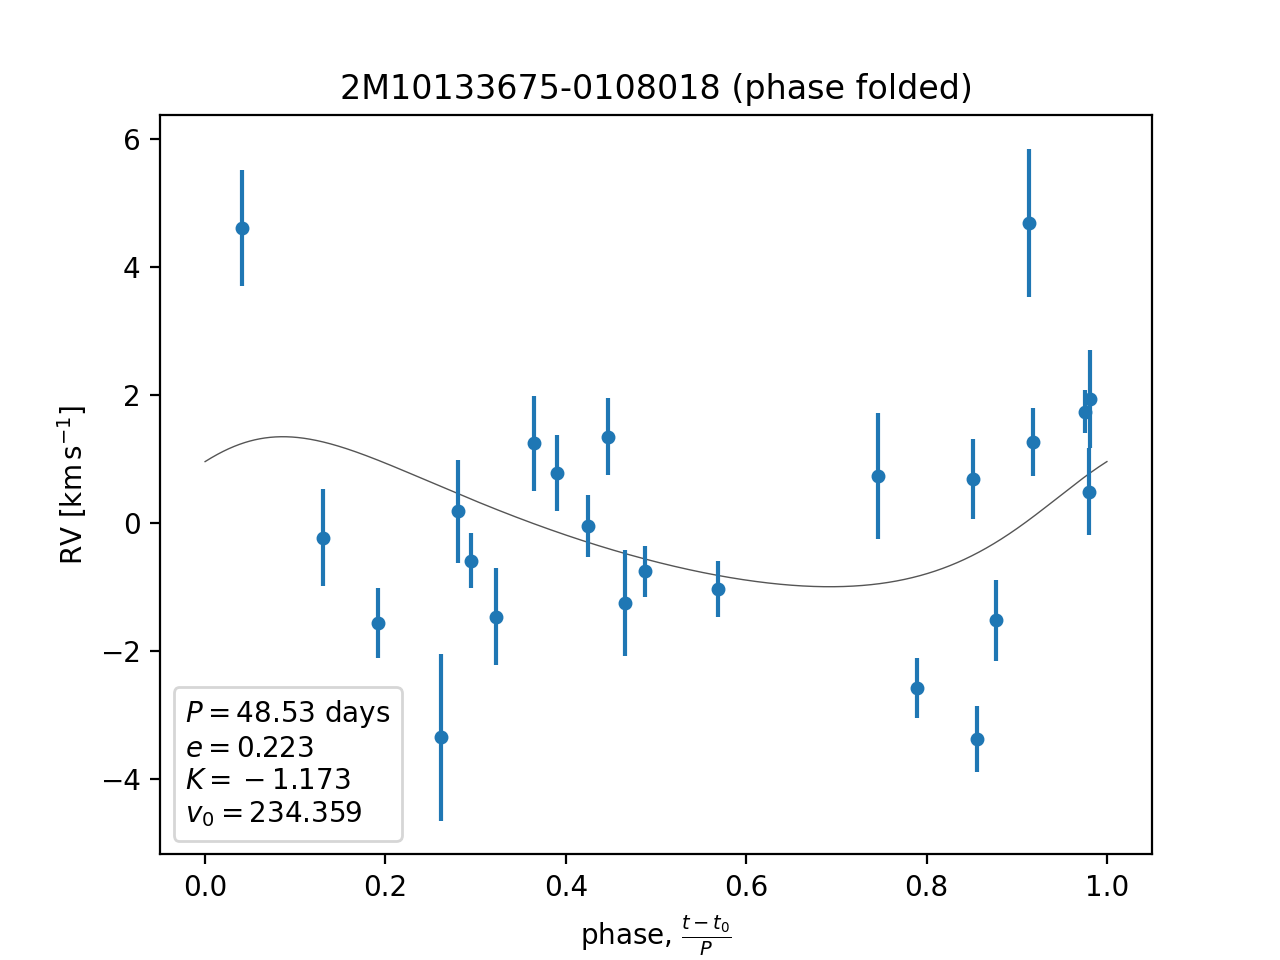 2M10133675-0108018 (phase folded)
RV [km s⁻¹]
6
4
2
0
−2
−4
P = 48.53 days
e = 0.223
K = −1.173
v₀ = 234.359
0.0 0.2 0.4 0.6 0.8 1.0
phase, (t − t₀)/P